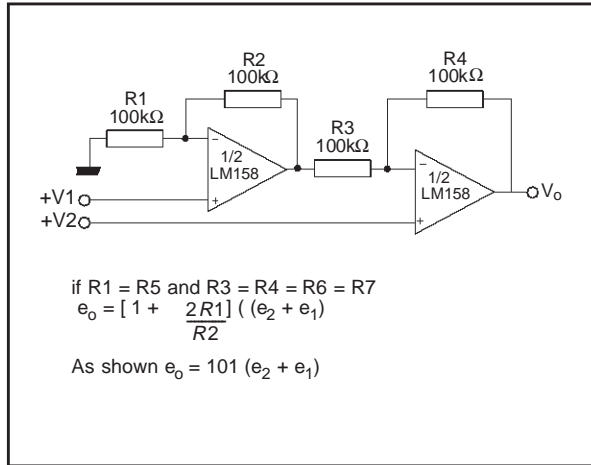 R2
100kΩ
R4
100kΩ
R1
100kΩ
R3
100kΩ
1/2
LM158
1/2
LM158
+V1
+V2
Vo
if R1 = R5 and R3 = R4 = R6 = R7
eo = [ 1 + 2R1/R2] ( (e2 + e1)
As shown eo = 101 (e2 + e1)